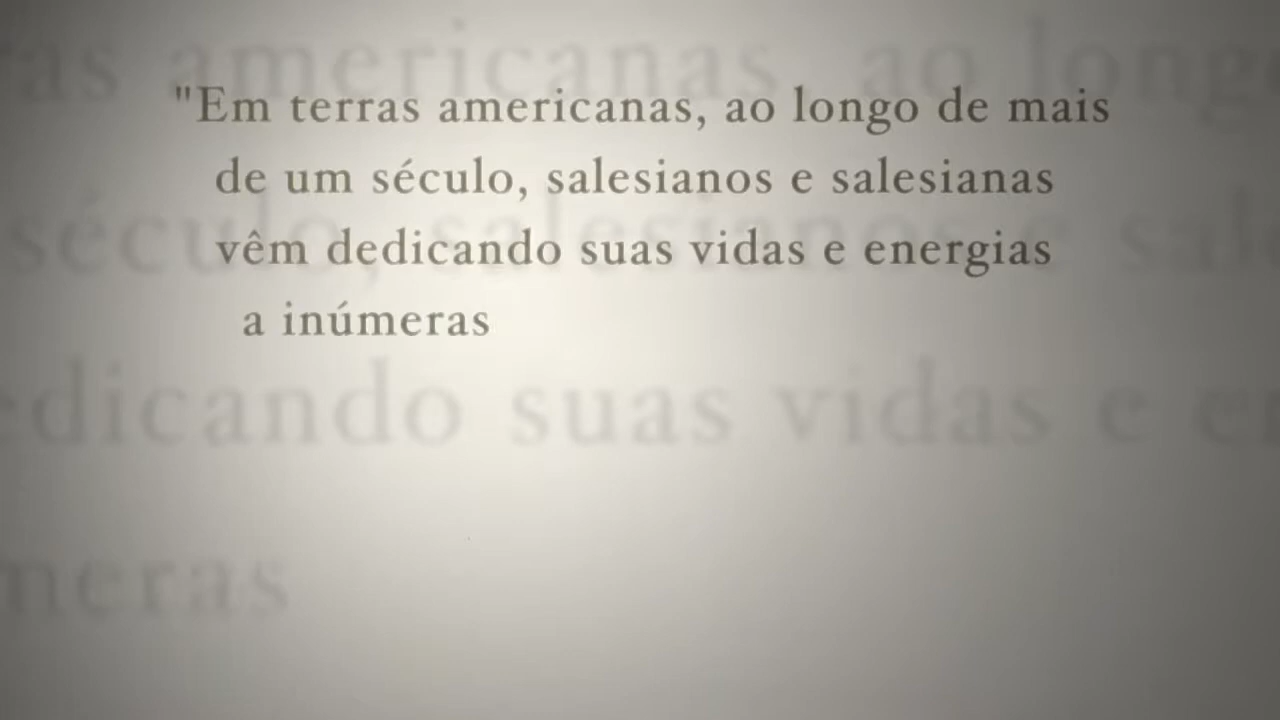 "Em terras americanas, ao longo de mais
de um século, salesianos e salesianas
vêm dedicando suas vidas e energias
a inúmeras